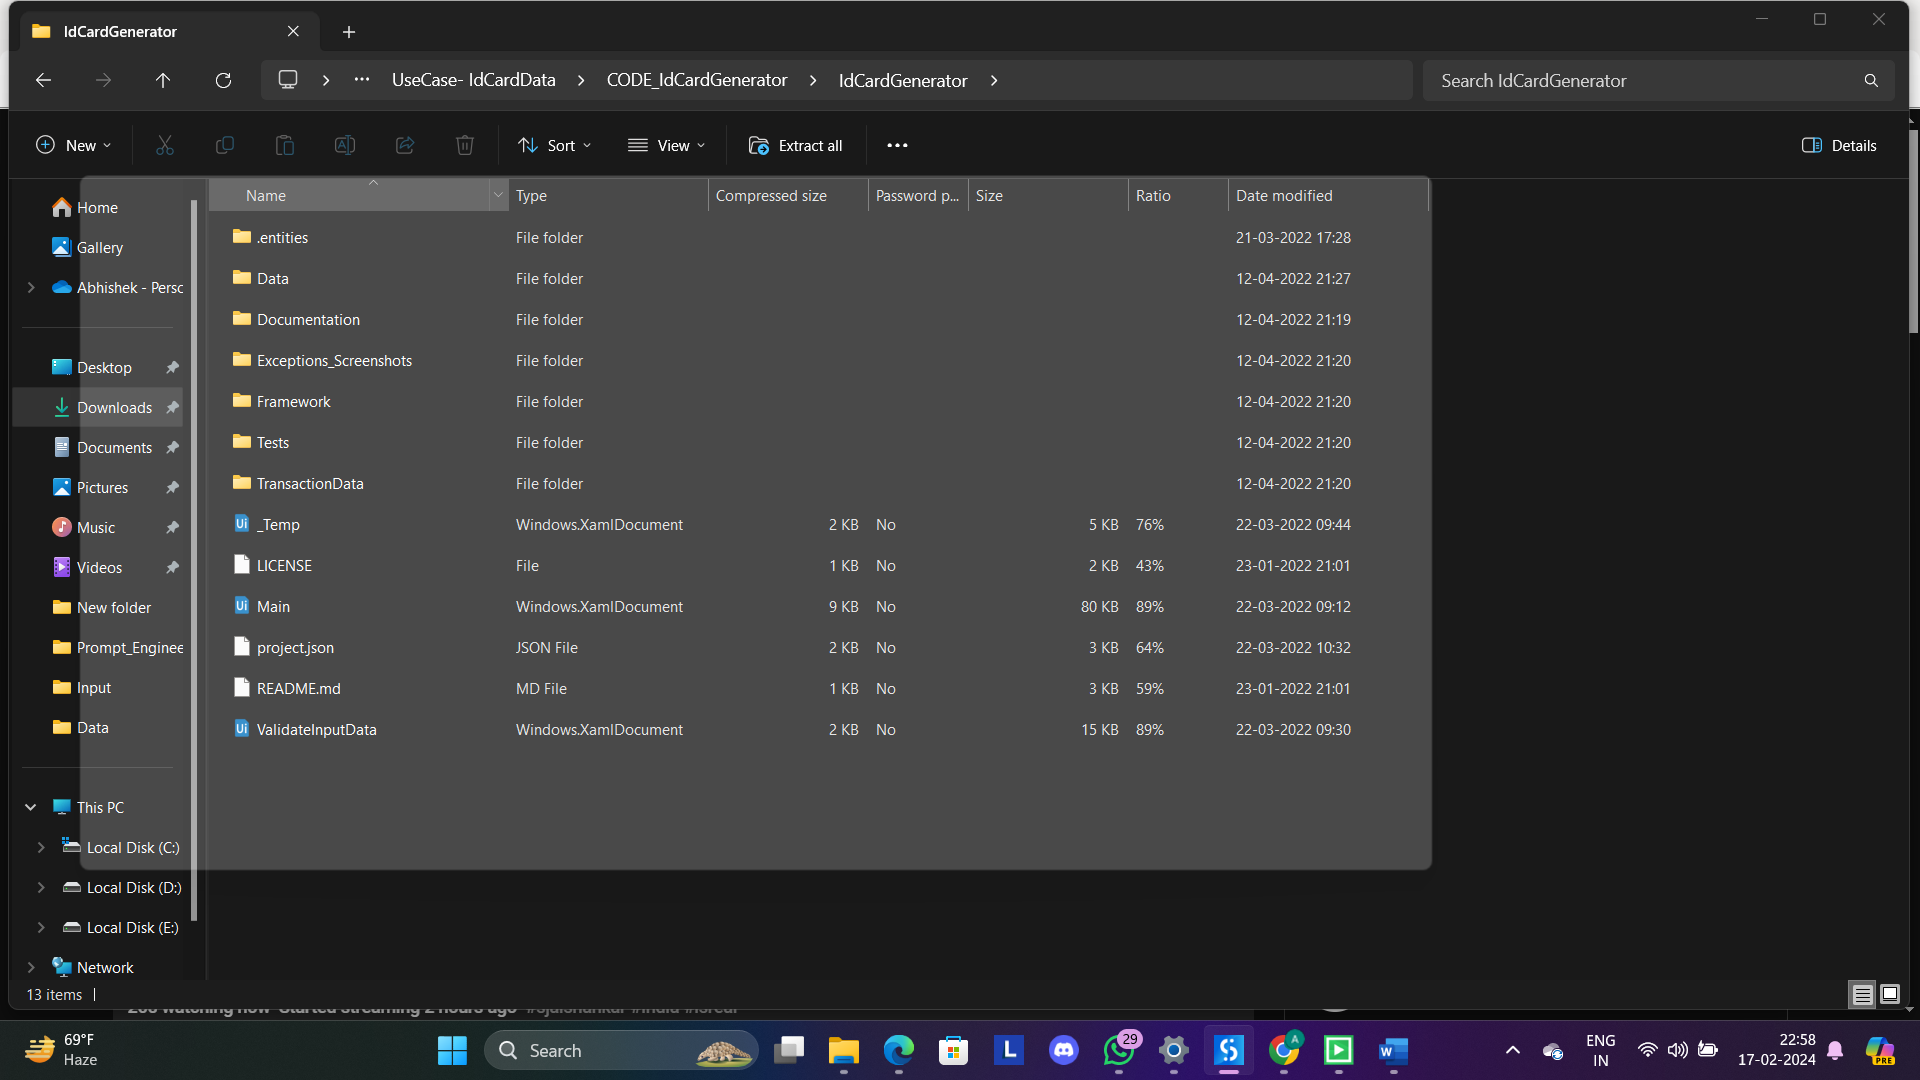 IdCardGenerator
UseCase- IdCardData
CODE_IdCardGenerator
IdCardGenerator
Search IdCardGenerator
New
Sort
View
Extract all
Details
Home
Gallery
Abhishek - Persc
Desktop
Downloads
Documents
Pictures
Music
Videos
New folder
Prompt_Enginee
Input
Data
This PC
Local Disk (C:)
Local Disk (D:)
Local Disk (E:)
Network
Name Type Compressed size Password p... Size Ratio Date modified
.entities File folder 21-03-2022 17:28
Data File folder 12-04-2022 21:27
Documentation File folder 12-04-2022 21:19
Exceptions_Screenshots File folder 12-04-2022 21:20
Framework File folder 12-04-2022 21:20
Tests File folder 12-04-2022 21:20
TransactionData File folder 12-04-2022 21:20
_Temp Windows.XamlDocument 2 KB No 5 KB 76% 22-03-2022 09:44
LICENSE File 1 KB No 2 KB 43% 23-01-2022 21:01
Main Windows.XamlDocument 9 KB No 80 KB 89% 22-03-2022 09:12
project.json JSON File 2 KB No 3 KB 64% 22-03-2022 10:32
README.md MD File 1 KB No 3 KB 59% 23-01-2022 21:01
ValidateInputData Windows.XamlDocument 2 KB No 15 KB 89% 22-03-2022 09:30
13 items
watching now Started streaming 2 hours ago
69°F
Haze
Search
29
A
ENG
IN
22:58
17-02-2024
PRE